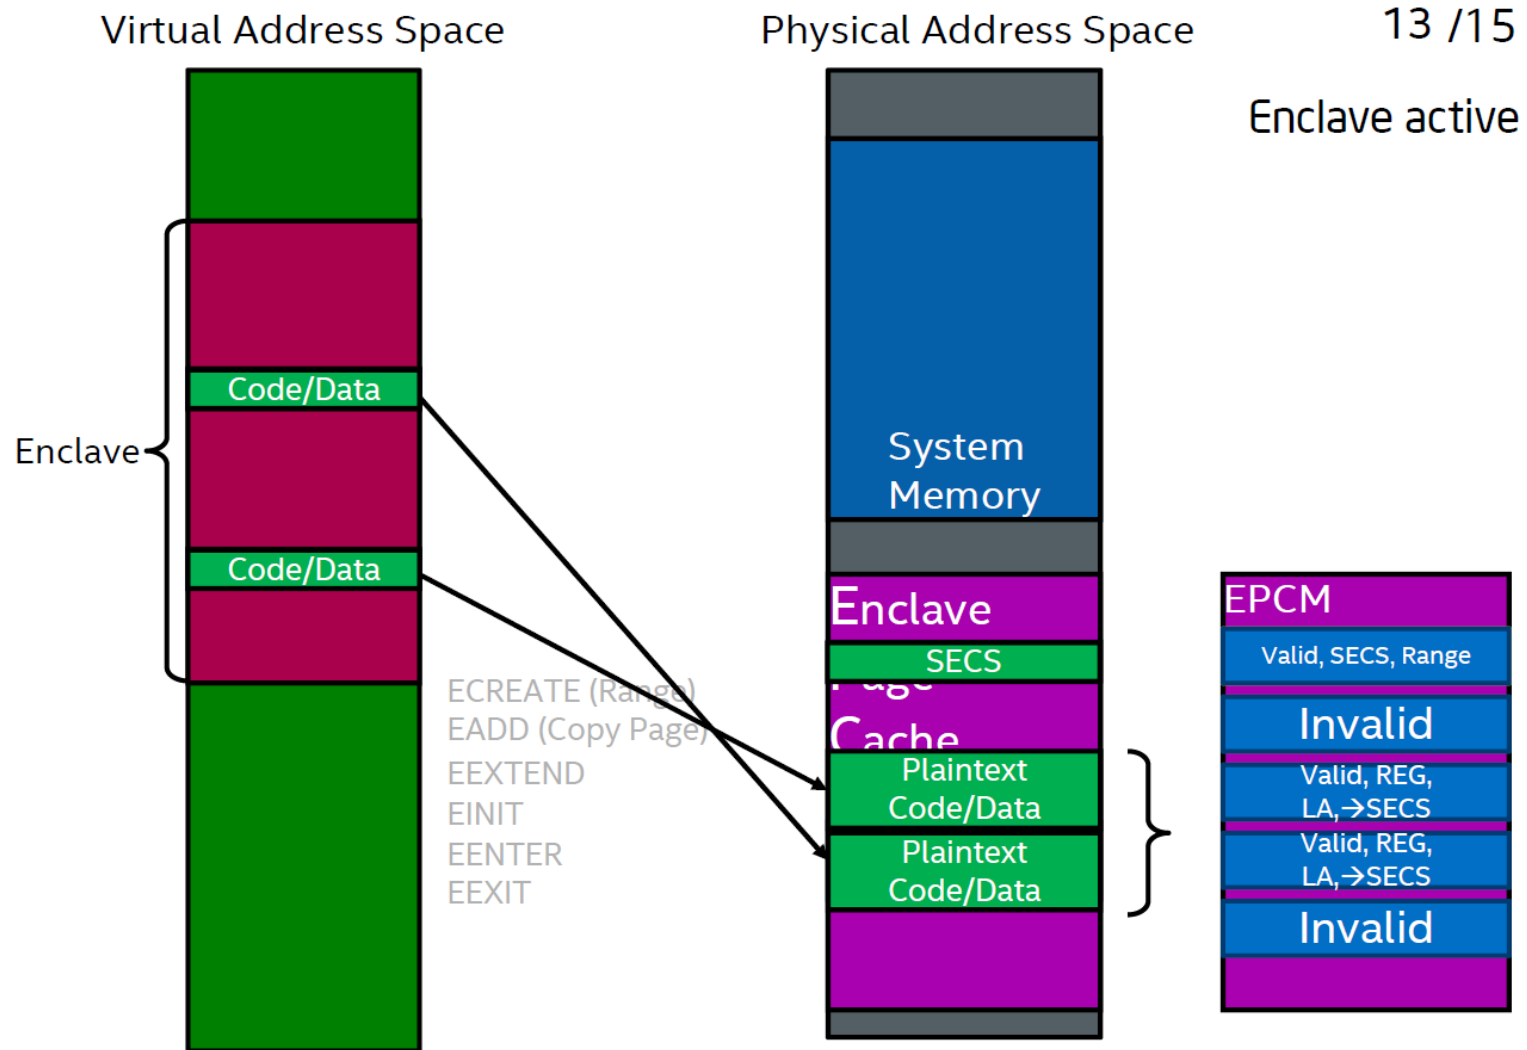 Virtual Address Space
Physical Address Space
13 /15
Enclave active
Code/Data
Enclave
Code/Data
System
Memory
ECREATE (Range)
EADD (Copy Page)
EEXTEND
EINIT
EENTER
EEXIT
Enclave
SECS
Page
Cache
Plaintext
Code/Data
Plaintext
Code/Data
EPCM
Valid, SECS, Range
Invalid
Valid, REG,
LA,→SECS
Valid, REG,
LA,→SECS
Invalid